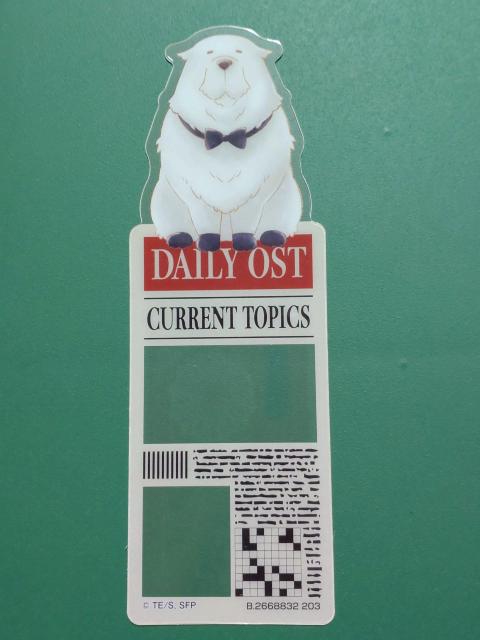 DAILY OST
CURRENT TOPICS
© TE/S. SFP
B.2668832 203